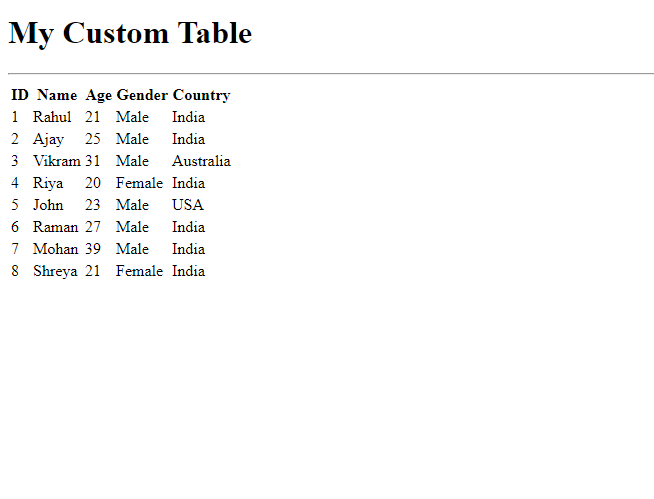 My Custom Table
ID Name Age Gender Country
1 Rahul 21 Male India
2 Ajay 25 Male India
3 Vikram 31 Male Australia
4 Riya 20 Female India
5 John 23 Male USA
6 Raman 27 Male India
7 Mohan 39 Male India
8 Shreya 21 Female India